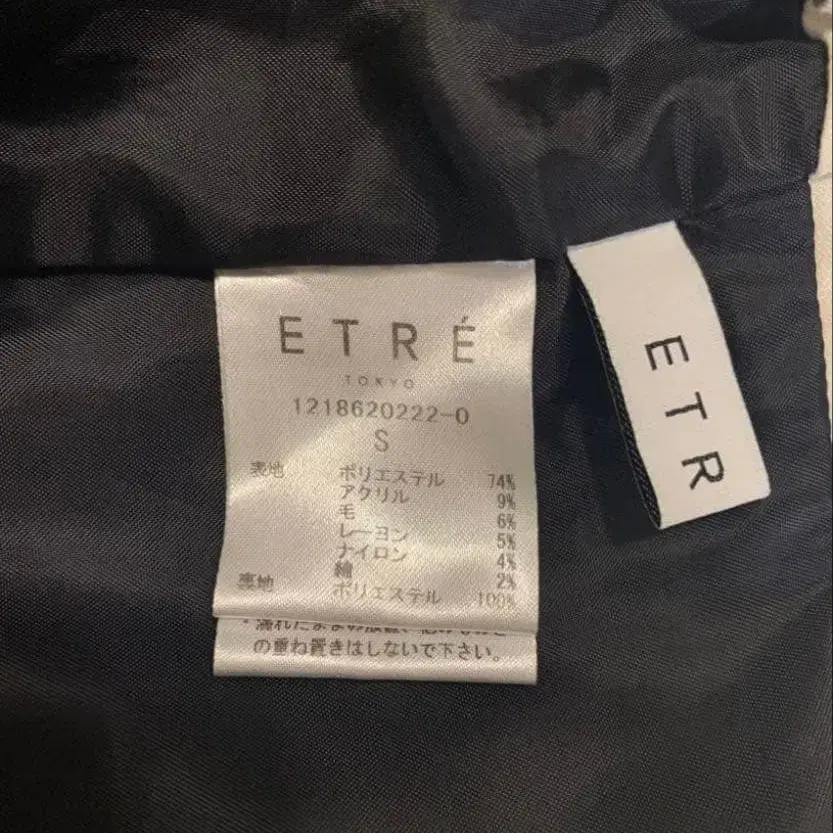 ETRÉ
TOKYO
1218620222-0
S
表地 ポリエステル 74%
アクリル 9%
毛 6%
レーヨン 5%
ナイロン 4%
綿 2%
裏地 ポリエステル 100%
の重ね置きはしないで下さい。
ETR